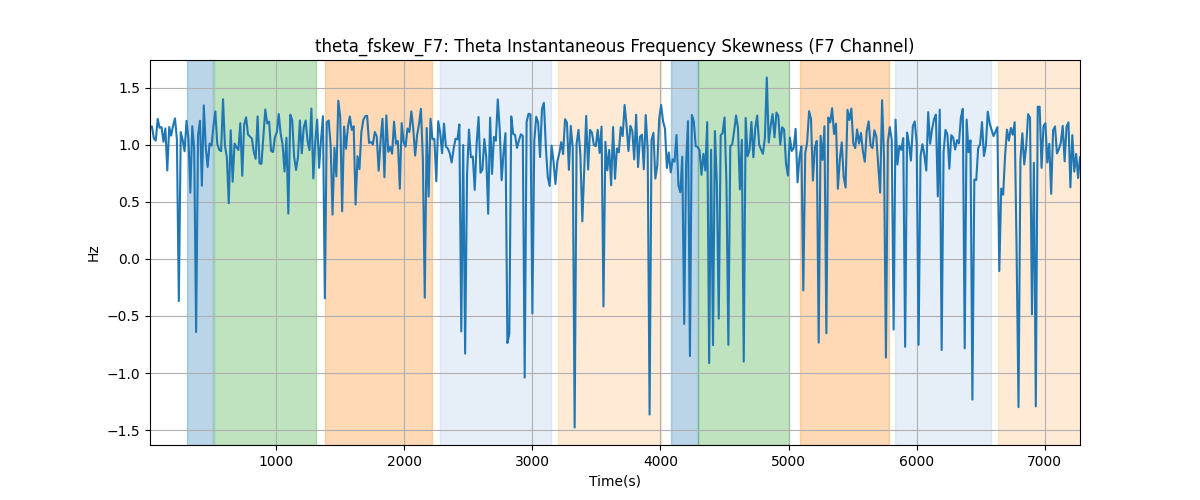 theta_fskew_F7: Theta Instantaneous Frequency Skewness (F7 Channel)
1.5
1.0
0.5
0.0
−0.5
−1.0
−1.5
Hz
1000 2000 3000 4000 5000 6000 7000
Time(s)